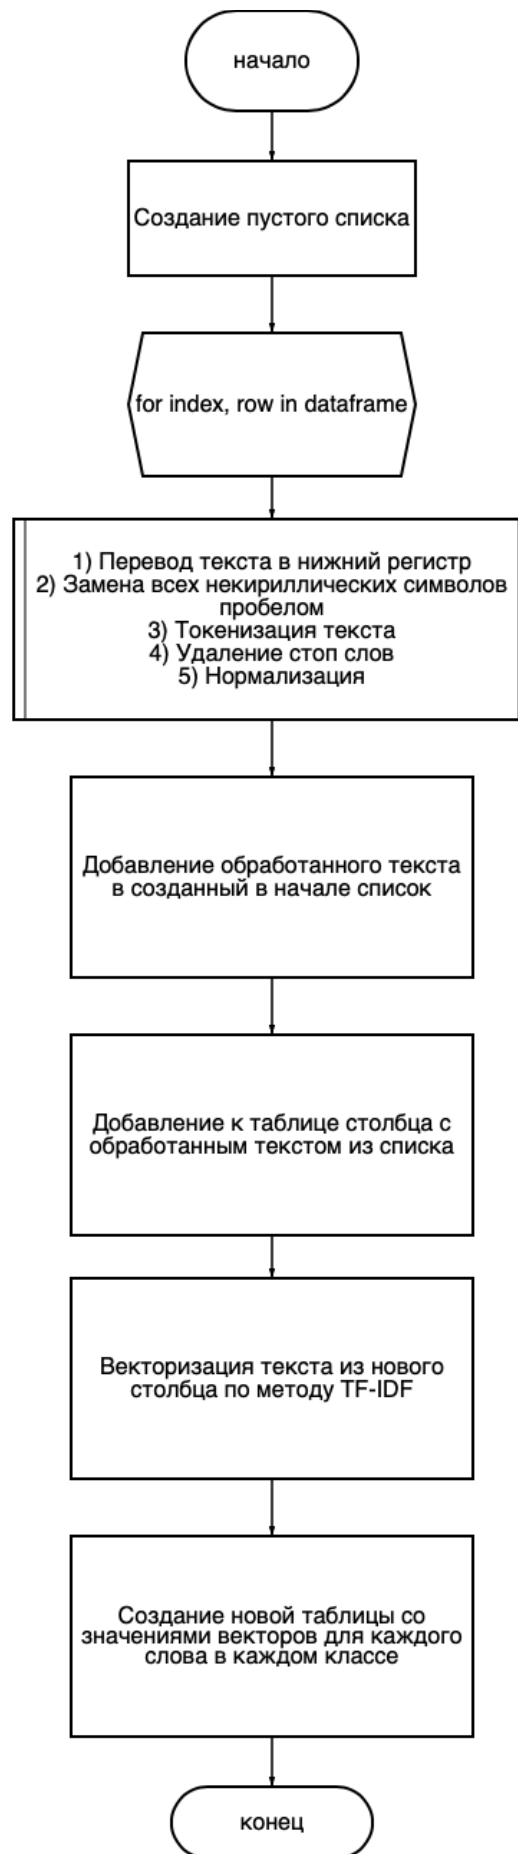 начало
Создание пустого списка
for index, row in dataframe
1) Перевод текста в нижний регистр
2) Замена всех некириллических символов
пробелом
3) Токенизация текста
4) Удаление стоп слов
5) Нормализация
Добавление обработанного текста
в созданный в начале список
Добавление к таблице столбца с
обработанным текстом из списка
Векторизация текста из нового
столбца по методу TF-IDF
Создание новой таблицы со
значениями векторов для каждого
слова в каждом классе
конец